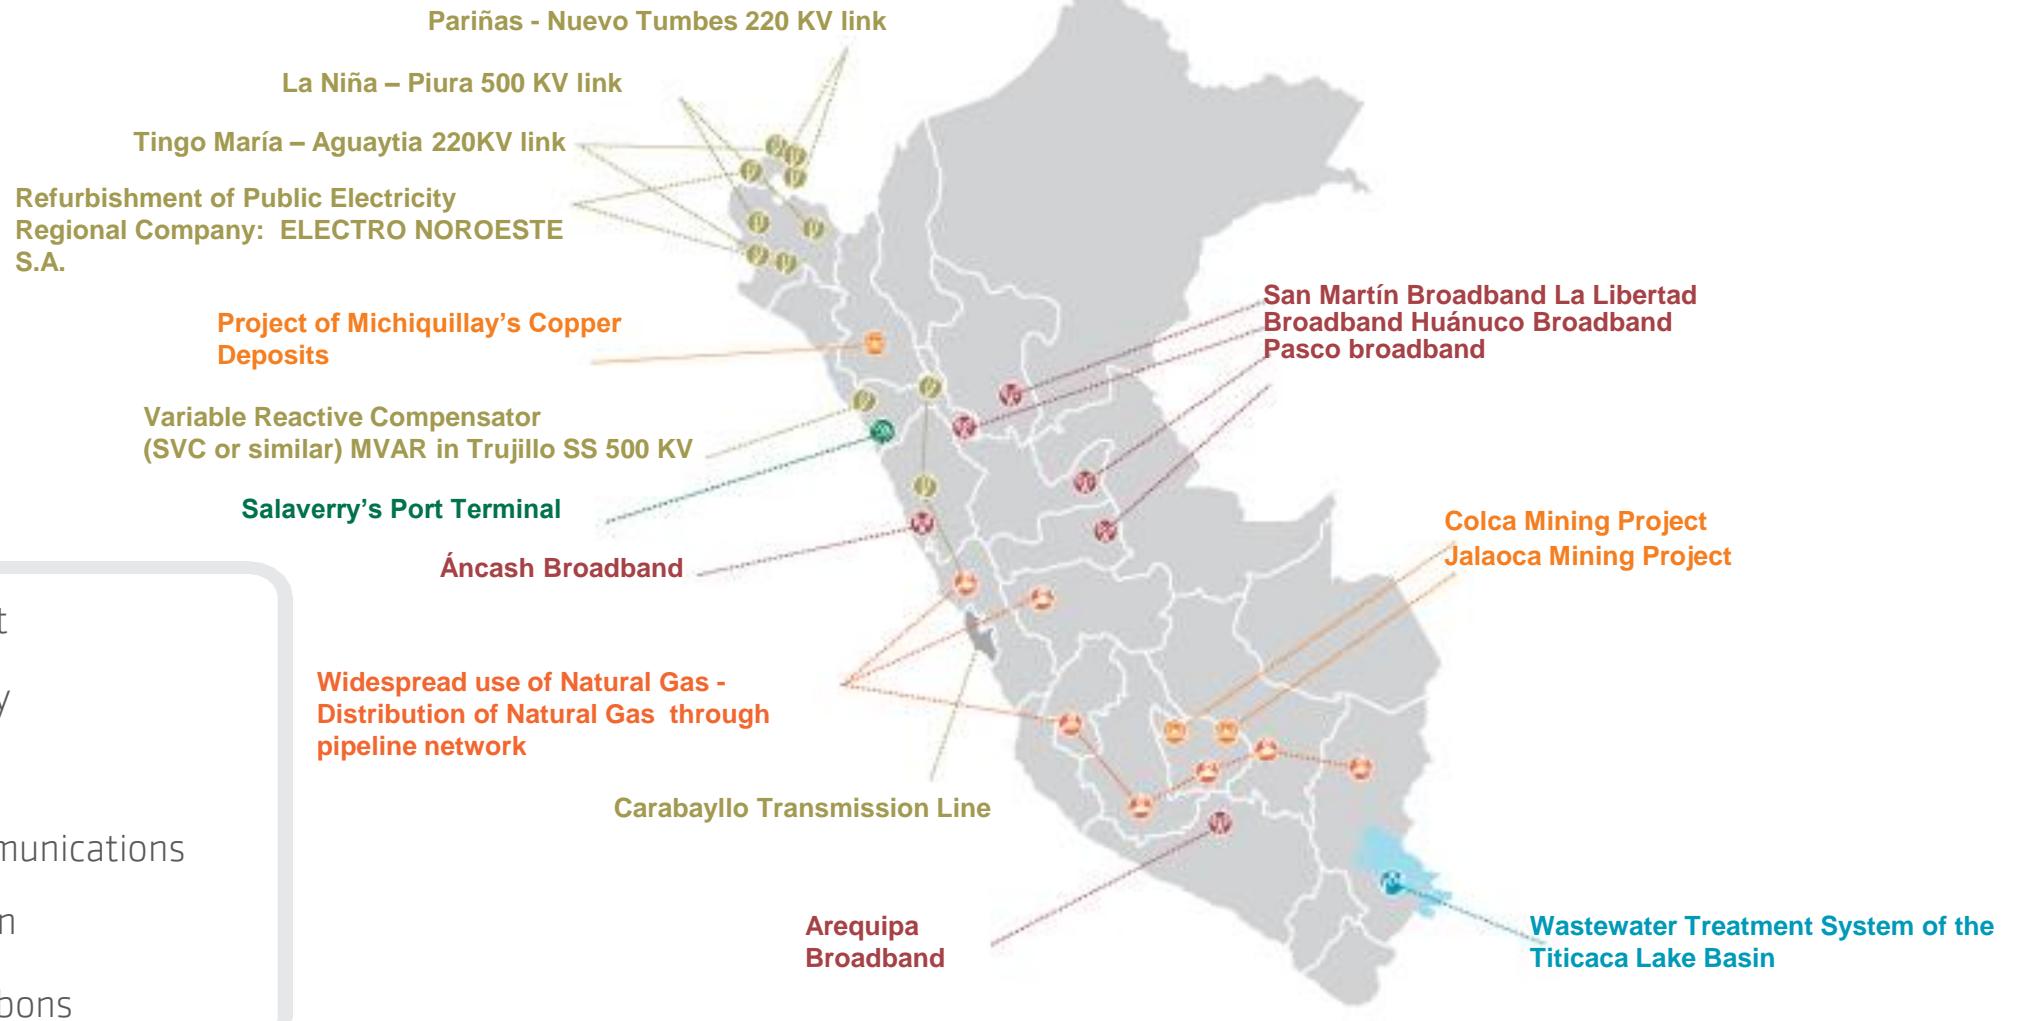 Pariñas - Nuevo Tumbes 220 KV link
La Niña – Piura 500 KV link
Tingo María – Aguaytia 220KV link
Refurbishment of Public Electricity
Regional Company: ELECTRO NOROESTE
S.A.
Project of Michiquillay's Copper
Deposits
Variable Reactive Compensator
(SVC or similar) MVAR in Trujillo SS 500 KV
Salaverry's Port Terminal
Áncash Broadband
Widespread use of Natural Gas -
Distribution of Natural Gas through
pipeline network
Carabayllo Transmission Line
Arequipa
Broadband
San Martín Broadband La Libertad
Broadband Huánuco Broadband
Pasco broadband
Colca Mining Project
Jalaoca Mining Project
Wastewater Treatment System of the
Titicaca Lake Basin
t
y
munications
n
bons